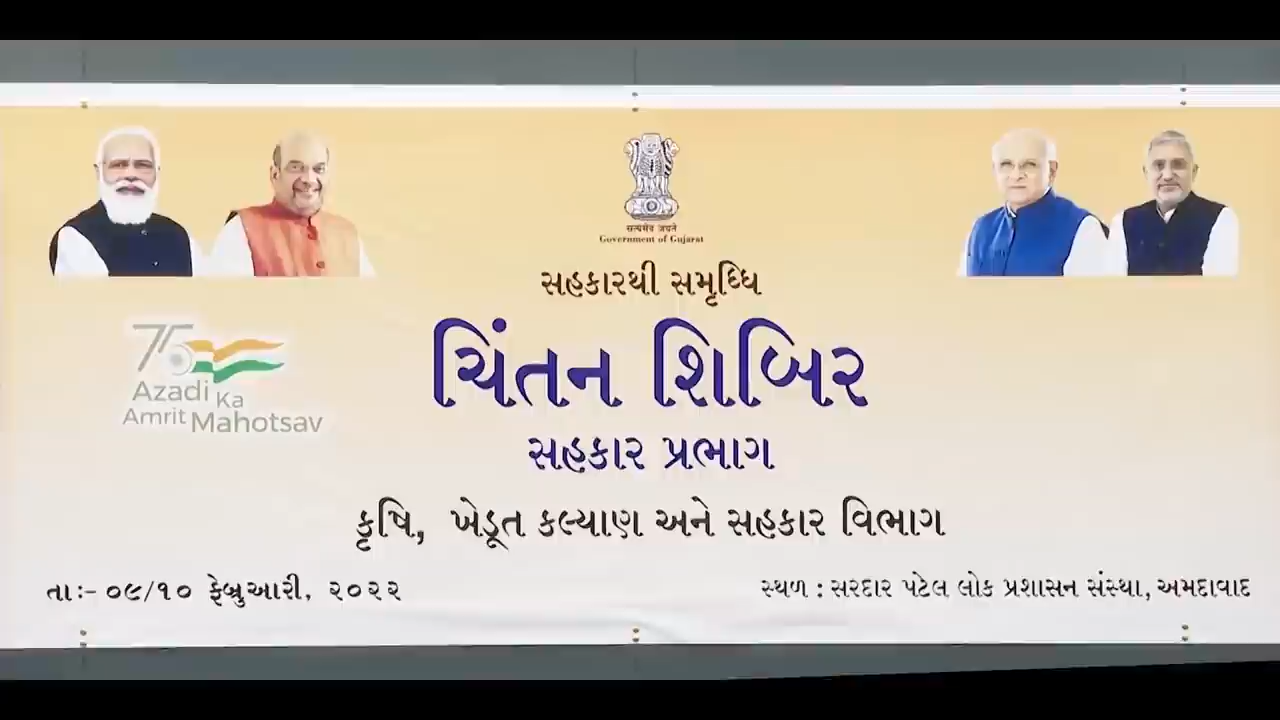 सत्यमेव जयते
Government of Gujarat
સહકારથી સમૃધ્ધિ
75
Azadi Ka
Amrit Mahotsav
ચિંતન શિબિર
સહકાર પ્રભાગ
કૃષિ, ખેડૂત કલ્યાણ અને સહકાર વિભાગ
તાઃ- ૦૯/૧૦ ફેબ્રુઆરી, ૨૦૨૨
સ્થળ : સરદાર પટેલ લોક પ્રશાસન સંસ્થા, અમદાવાદ